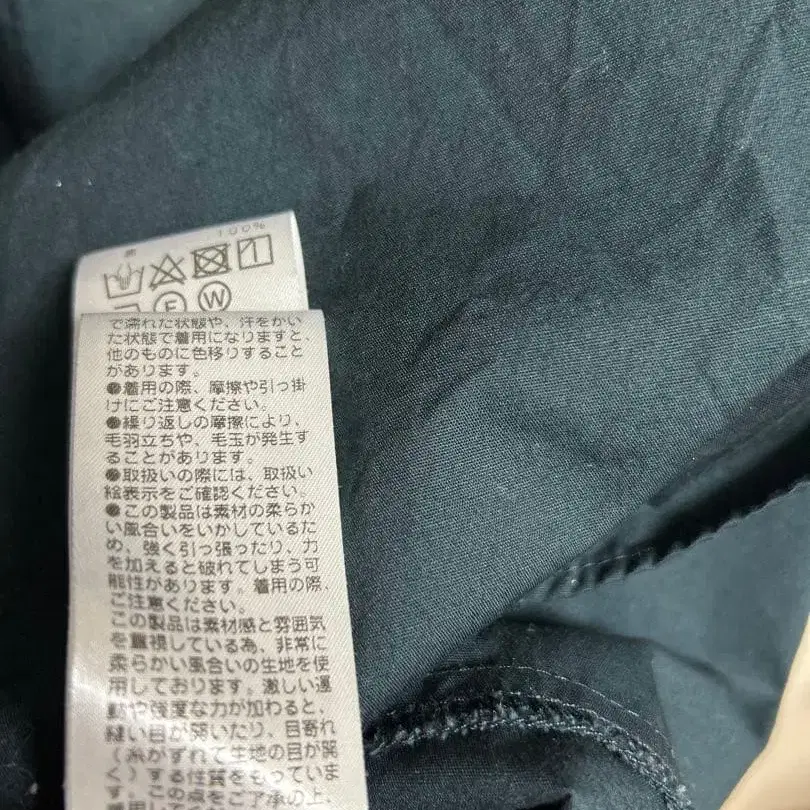 100%
F W
で濡れた状態や、汗をかい
た状態で着用になりますと、
他のものに色移りすること
があります。
●着用の際、摩擦や引っ掛
けにご注意ください。
●繰り返しの摩擦により、
毛羽立ちや、毛玉が発生す
ることがあります。
●取扱いの際には、取扱い
絵表示をご確認ください。
●この製品は素材の柔らか
い風合いをいかしているた
め、強く引っ張ったり、力
を加えると破れてしまう可
能性があります。着用の際、
ご注意ください。
この製品は素材感と雰囲気
を重視している為、非常に
柔らかい風合いの生地を使
用しております。激しい運
動や強度な力が加わると、
縫い目が開いたり、目寄れ
(糸がずれて生地の目が開
く)する性質をもっていま
す。この点をご了承の上、
着用して